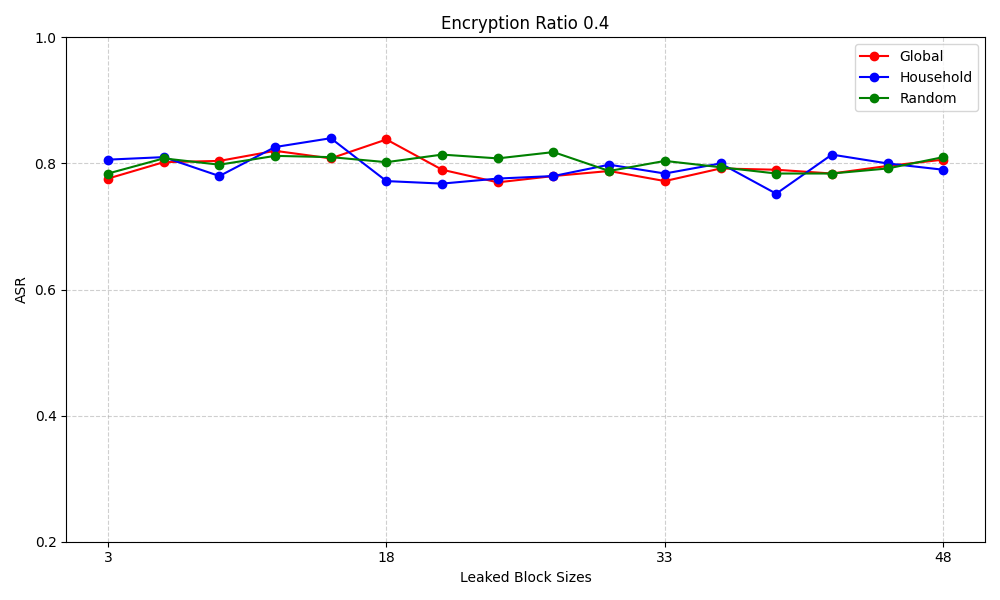 Encryption Ratio 0.4
1.0
0.8
0.6
0.4
0.2
ASR
Global
Household
Random
3 18 33 48
Leaked Block Sizes